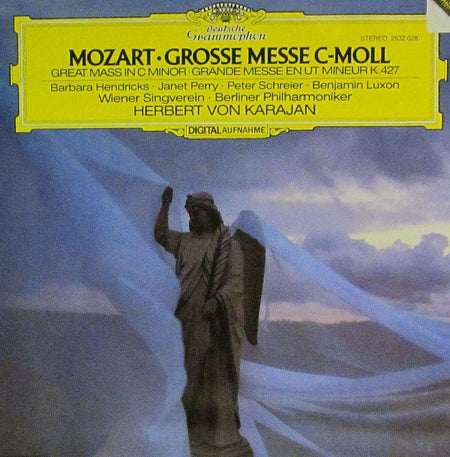 Deutsche
Grammophon
STEREO 2532 028
MOZART · GROSSE MESSE C-MOLL
GREAT MASS IN C MINOR · GRANDE MESSE EN UT MINEUR K.427
Barbara Hendricks · Janet Perry · Peter Schreier · Benjamin Luxon
Wiener Singverein · Berliner Philharmoniker
HERBERT VON KARAJAN
DIGITAL AUFNAHME